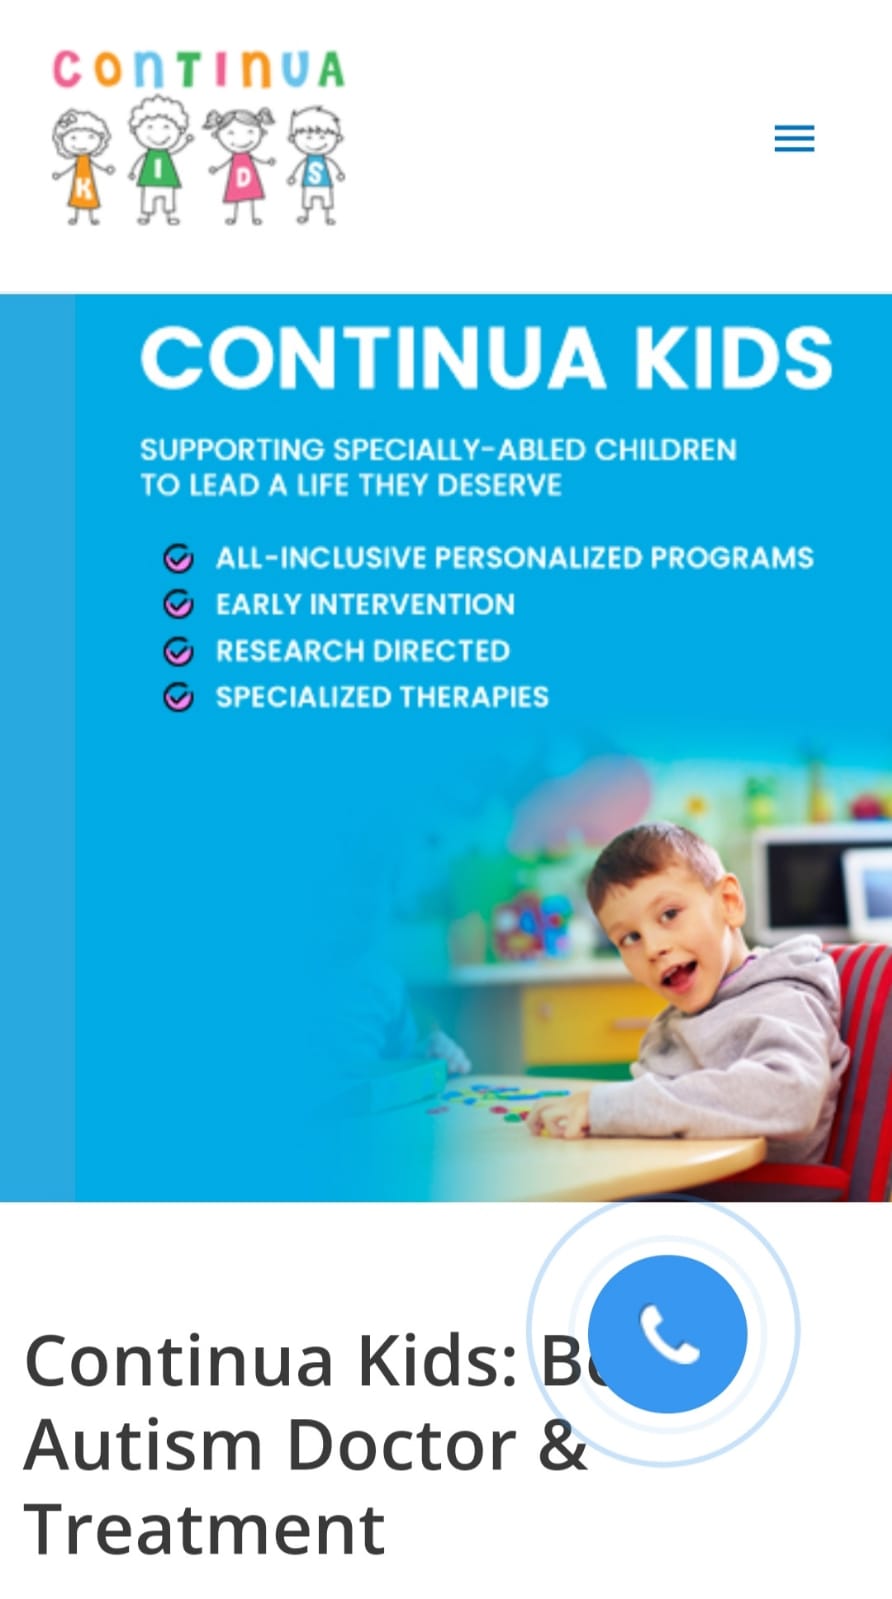 CONTINUA
KIDS
CONTINUA KIDS
SUPPORTING SPECIALLY-ABLED CHILDREN
TO LEAD A LIFE THEY DESERVE
ALL-INCLUSIVE PERSONALIZED PROGRAMS
EARLY INTERVENTION
RESEARCH DIRECTED
SPECIALIZED THERAPIES
Continua Kids:
Autism Doctor &
Treatment